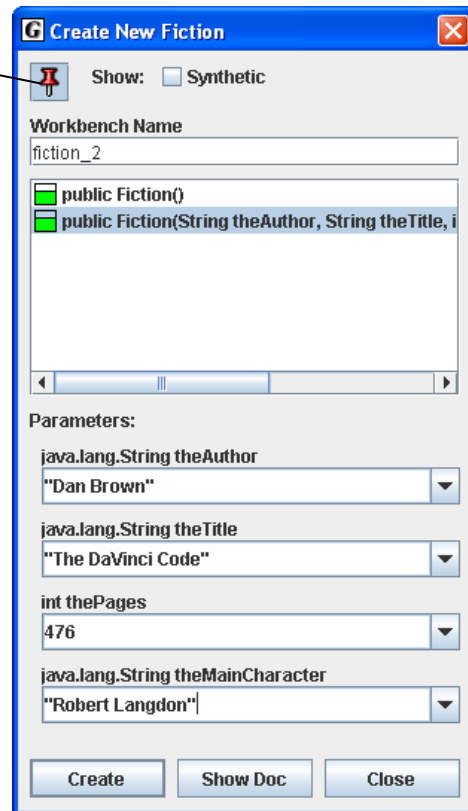 G Create New Fiction
Show: Synthetic
Workbench Name
fiction_2
public Fiction()
public Fiction(String theAuthor, String theTitle, i
Parameters:
java.lang.String theAuthor
"Dan Brown"
java.lang.String theTitle
"The DaVinci Code"
int thePages
476
java.lang.String theMainCharacter
"Robert Langdon"
Create Show Doc Close